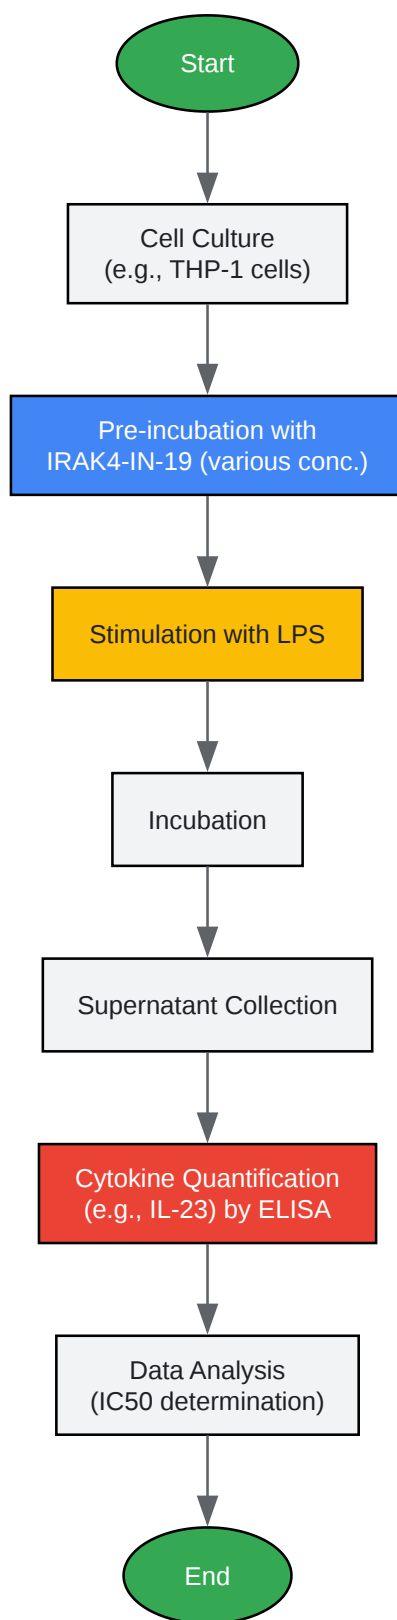 Start
Cell Culture
(e.g., THP-1 cells)
Pre-incubation with
IRAK4-IN-19 (various conc.)
Stimulation with LPS
Incubation
Supernatant Collection
Cytokine Quantification
(e.g., IL-23) by ELISA
Data Analysis
(IC50 determination)
End